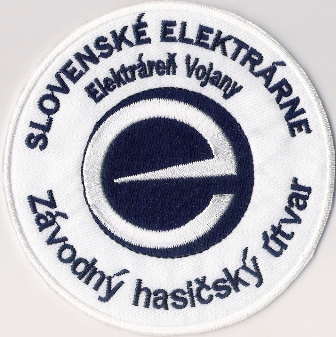 SLOVENSKÉ ELEKTRÁRNE
Elektráreň Vojany
e
Závodný hasičský útvar